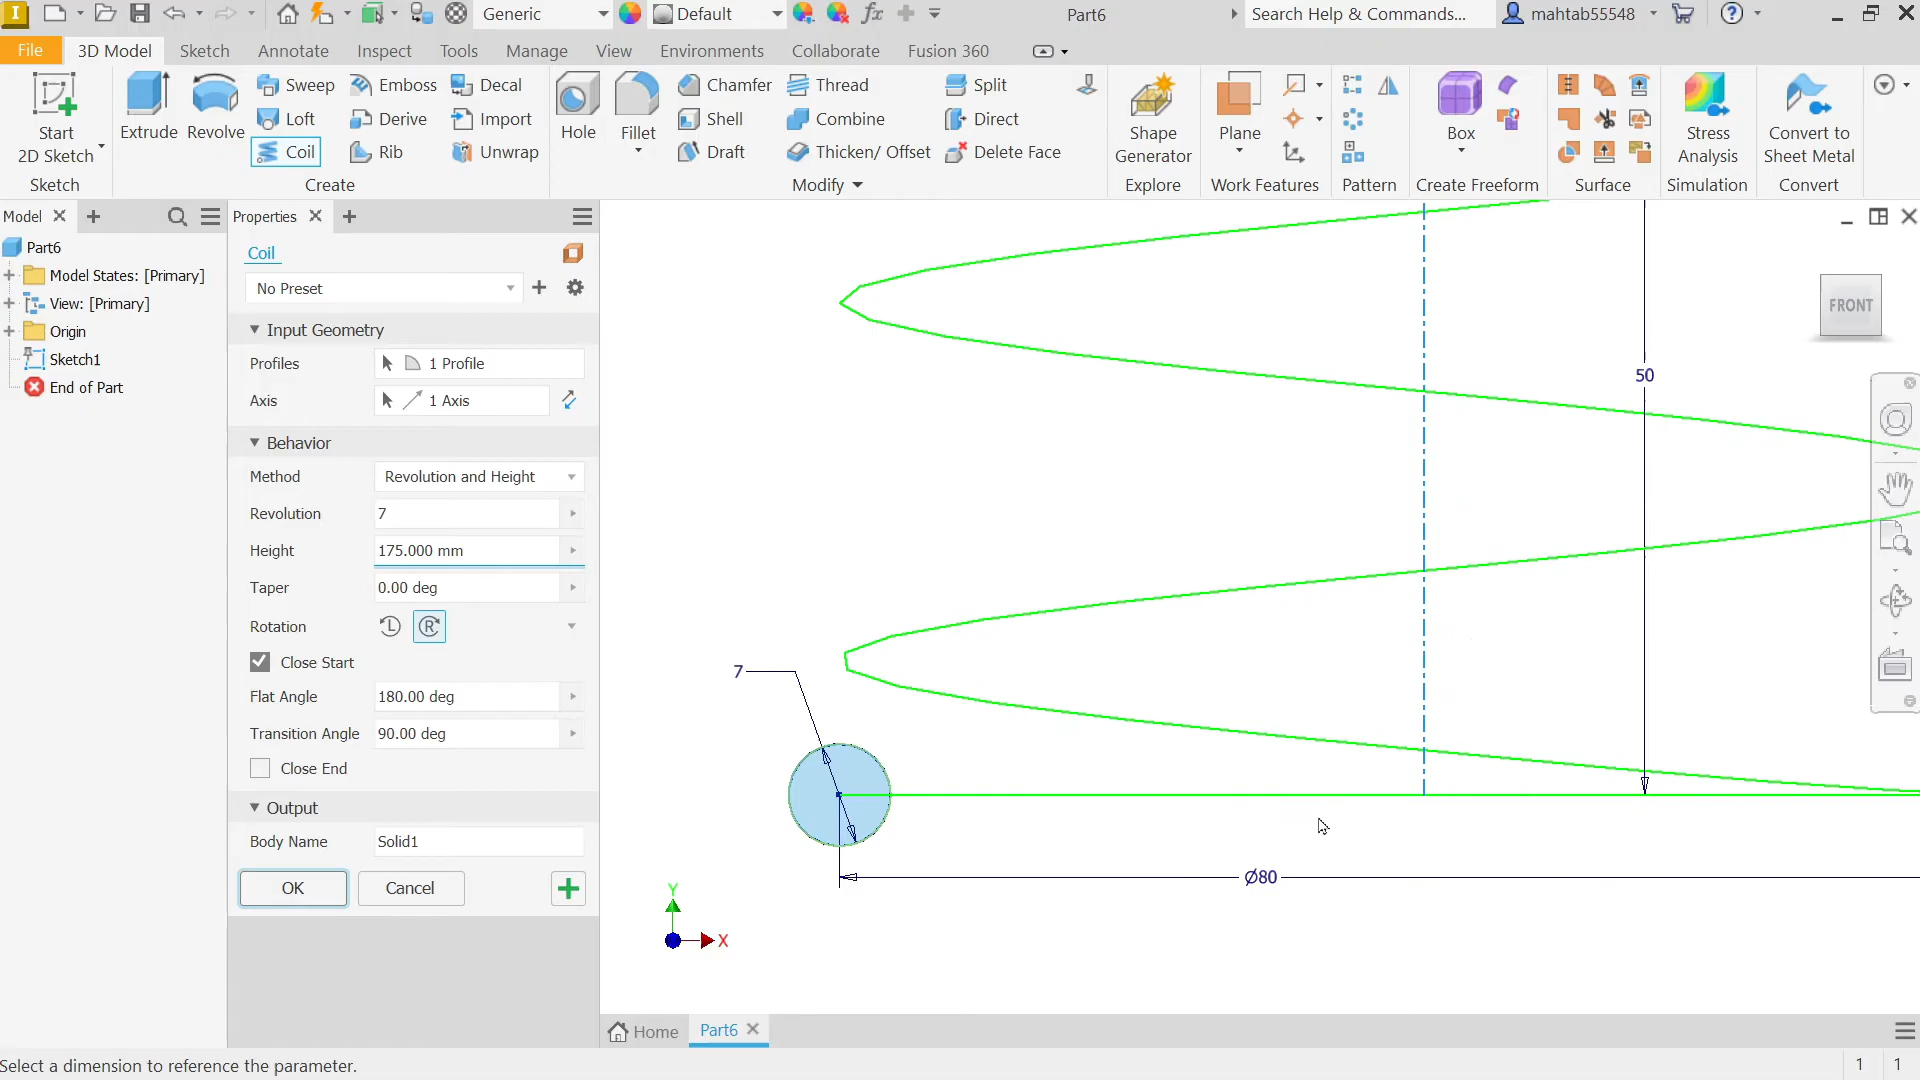 Generic
Default
fx
Part6
Search Help & Commands...
mahtab55548
File
3D Model
Sketch
Annotate
Inspect
Tools
Manage
View
Environments
Collaborate
Fusion 360
Start
2D Sketch
Sketch
Extrude
Revolve
Sweep
Loft
Coil
Emboss
Derive
Rib
Decal
Import
Unwrap
Create
Hole
Fillet
Chamfer
Shell
Draft
Thread
Combine
Thicken/ Offset
Split
Direct
Delete Face
Modify
Shape
Generator
Explore
Plane
Work Features
Pattern
Box
Create Freeform
Surface
Stress
Analysis
Simulation
Convert to
Sheet Metal
Convert
Model
Part6
Model States: [Primary]
View: [Primary]
Origin
Sketch1
End of Part
Properties
Coil
No Preset
Input Geometry
Profiles
1 Profile
Axis
1 Axis
Behavior
Method
Revolution and Height
Revolution
7
Height
175.000 mm
Taper
0.00 deg
Rotation
L
R
Close Start
Flat Angle
180.00 deg
Transition Angle
90.00 deg
Close End
Output
Body Name
Solid1
OK
Cancel
FRONT
50
7
Ø80
Y
X
Home
Part6
Select a dimension to reference the parameter.
1
1